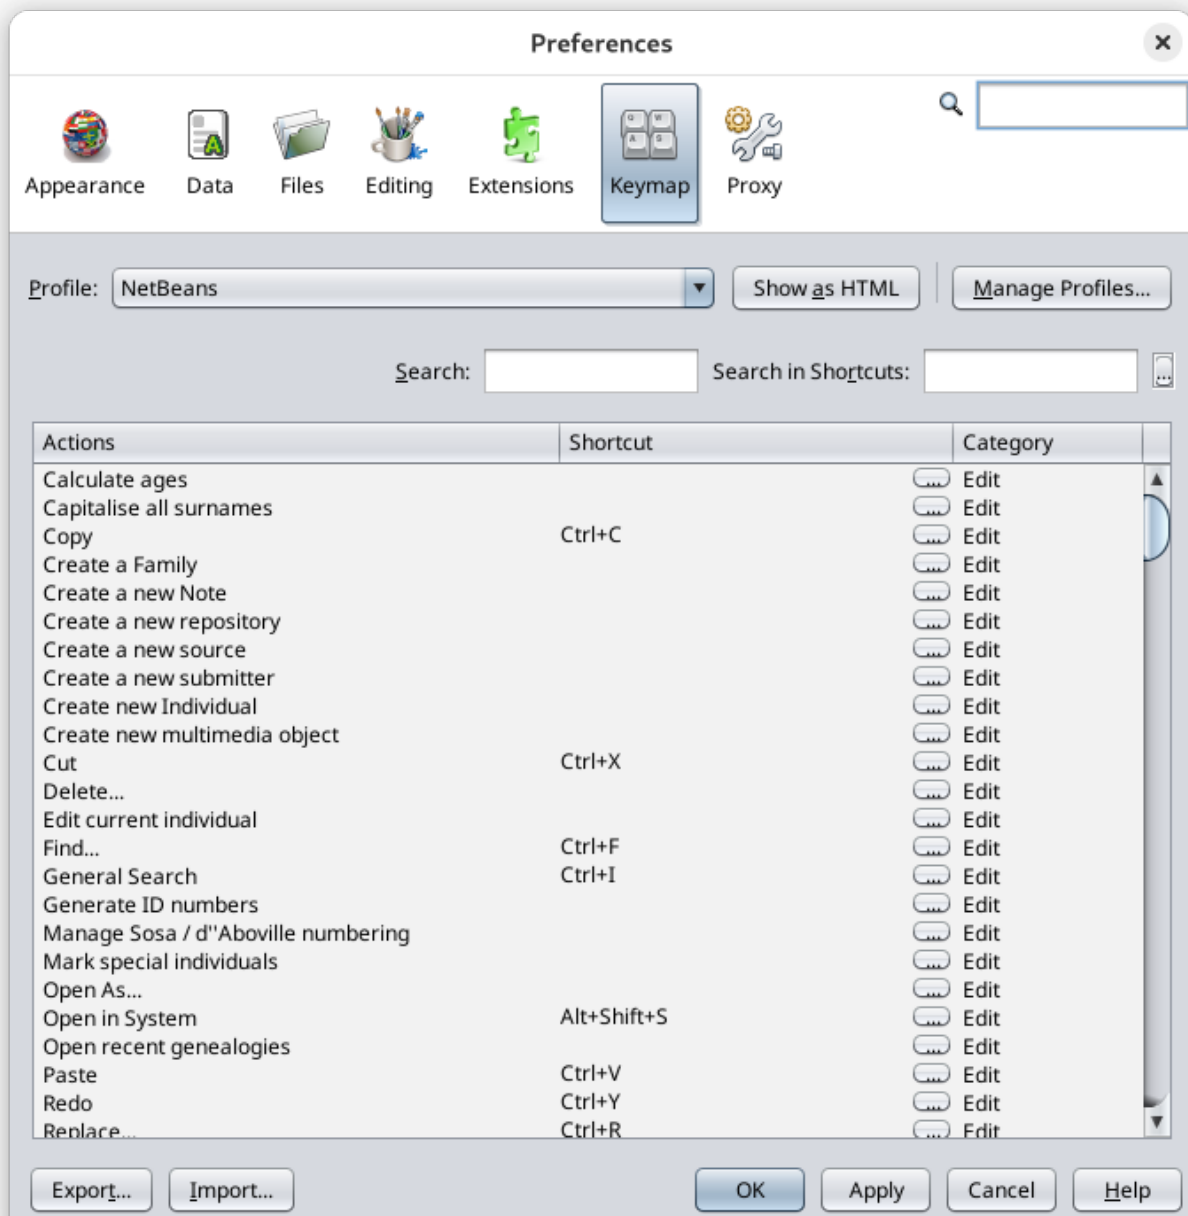 Preferences
Appearance Data Files Editing Extensions Keymap Proxy
Profile: NetBeans Show as HTML Manage Profiles...
Search: Search in Shortcuts: ...
Actions Shortcut Category
Calculate ages ... Edit
Capitalise all surnames ... Edit
Copy Ctrl+C ... Edit
Create a Family ... Edit
Create a new Note ... Edit
Create a new repository ... Edit
Create a new source ... Edit
Create a new submitter ... Edit
Create new Individual ... Edit
Create new multimedia object ... Edit
Cut Ctrl+X ... Edit
Delete... ... Edit
Edit current individual ... Edit
Find... Ctrl+F ... Edit
General Search Ctrl+I ... Edit
Generate ID numbers ... Edit
Manage Sosa / d''Aboville numbering ... Edit
Mark special individuals ... Edit
Open As... ... Edit
Open in System Alt+Shift+S ... Edit
Open recent genealogies ... Edit
Paste Ctrl+V ... Edit
Redo Ctrl+Y ... Edit
Replace... Ctrl+R ... Edit
Export... Import... OK Apply Cancel Help